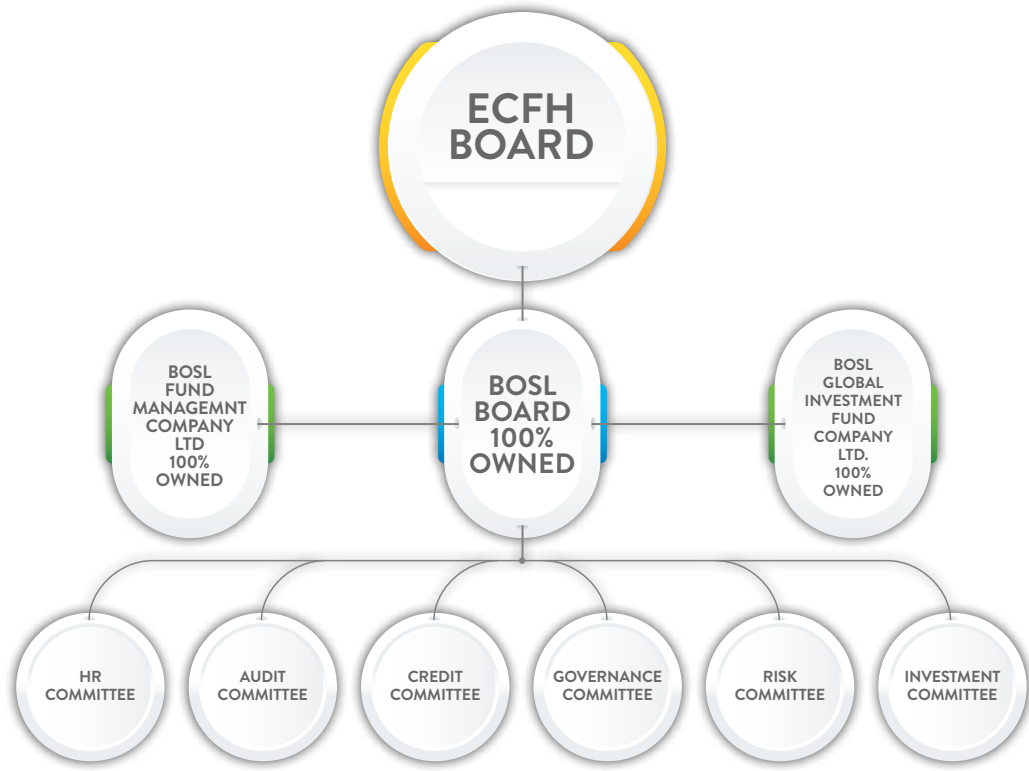 ECFH
BOARD
BOSL
FUND
MANAGEMNT
COMPANY
LTD
100%
OWNED
BOSL
BOARD
100%
OWNED
BOSL
GLOBAL
INVESTMENT
FUND
COMPANY
LTD.
100%
OWNED
HR
COMMITTEE
AUDIT
COMMITTEE
CREDIT
COMMITTEE
GOVERNANCE
COMMITTEE
RISK
COMMITTEE
INVESTMENT
COMMITTEE